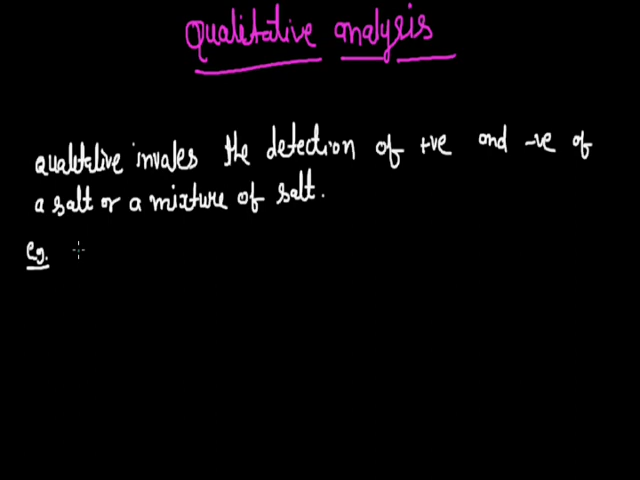 Qualitative analysis
qualitative invales the detection of +ve and -ve of
a salt or a mixture of salt.
eg.